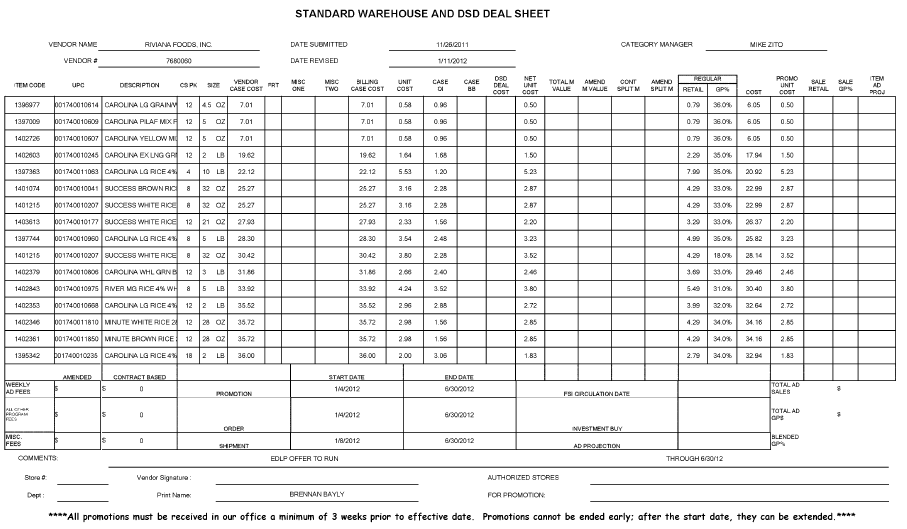 STANDARD WAREHOUSE AND DSD DEAL SHEET
VENDOR NAME RIVIANA FOODS, INC. DATE SUBMITTED 11/26/2011 CATEGORY MANAGER MIKE ZITO
VENDOR # 7680060 DATE REVISED 1/11/2012
ITEM CODE UPC DESCRIPTION CS PK SIZE VENDOR CASE COST FRT MISC ONE MISC TWO BILLING CASE COST UNIT COST CASE OI CASE BB DSD DEAL COST NET UNIT COST TOTAL M VALUE AMEND M VALUE CONT SPLIT M AMEND SPLIT M REGULAR RETAIL GP% COST PROMO UNIT COST SALE RETAIL SALE GP% ITEM AD PROJ
1396977 001740010614 CAROLINA LG GRAINW 12 4.5 OZ 7.01 7.01 0.58 0.96 0.50 0.79 36.0% 6.05 0.50
1397009 001740010609 CAROLINA PILAF MIX F 12 5 OZ 7.01 7.01 0.58 0.96 0.50 0.79 36.0% 6.05 0.50
1402726 001740010607 CAROLINA YELLOW MI 12 5 OZ 7.01 7.01 0.58 0.96 0.50 0.79 36.0% 6.05 0.50
1402603 001740010245 CAROLINA EX LNG GRI 12 2 LB 19.62 19.62 1.64 1.68 1.50 2.29 35.0% 17.94 1.50
1397363 001740011063 CAROLINA LG RICE 4% 4 10 LB 22.12 22.12 5.53 1.20 5.23 7.99 35.0% 20.92 5.23
1401074 001740010041 SUCCESS BROWN RIC 8 32 OZ 25.27 25.27 3.16 2.28 2.87 4.29 33.0% 22.99 2.87
1401215 001740010207 SUCCESS WHITE RICE 8 32 OZ 25.27 25.27 3.16 2.28 2.87 4.29 33.0% 22.99 2.87
1403613 001740010177 SUCCESS WHITE RICE 12 21 OZ 27.93 27.93 2.33 1.56 2.20 3.29 33.0% 26.37 2.20
1397744 001740010960 CAROLINA LG RICE 4% 8 5 LB 28.30 28.30 3.54 2.48 3.23 4.99 35.0% 25.82 3.23
1401215 001740010207 SUCCESS WHITE RICE 8 32 OZ 30.42 30.42 3.80 2.28 3.52 4.29 18.0% 28.14 3.52
1402379 001740010806 CAROLINA WHL GRN B 12 3 LB 31.86 31.86 2.66 2.40 2.46 3.69 33.0% 29.46 2.46
1402843 001740010975 RIVER MG RICE 4% WH 8 5 LB 33.92 33.92 4.24 3.52 3.80 5.49 31.0% 30.40 3.80
1402353 001740010668 CAROLINA LG RICE 4% 12 2 LB 35.52 35.52 2.96 2.88 2.72 3.99 32.0% 32.64 2.72
1402346 001740011810 MINUTE WHITE RICE 28 12 28 OZ 35.72 35.72 2.98 1.56 2.85 4.29 34.0% 34.16 2.85
1402361 001740011850 MINUTE BROWN RICE 12 28 OZ 35.72 35.72 2.98 1.56 2.85 4.29 34.0% 34.16 2.85
1395342 001740010235 CAROLINA LG RICE 4% 18 2 LB 36.00 36.00 2.00 3.06 1.83 2.79 34.0% 32.94 1.83
AMENDED CONTRACT BASED START DATE END DATE
WEEKLY AD FEES $ $ 0 PROMOTION 1/4/2012 6/30/2012 FSI CIRCULATION DATE TOTAL AD SALES $
ALL OTHER PROGRAM FEES $ $ 0 ORDER 1/4/2012 6/30/2012 INVESTMENT BUY TOTAL AD GP$ $
MISC. FEES $ $ 0 SHIPMENT 1/8/2012 6/30/2012 AD PROJECTION BLENDED GP%
COMMENTS: EDLP OFFER TO RUN THROUGH 6/30/12
Store #: Vendor Signature : AUTHORIZED STORES
Dept : Print Name: BRENNAN BAYLY FOR PROMOTION:
****All promotions must be received in our office a minimum of 3 weeks prior to effective date. Promotions cannot be ended early; after the start date, they can be extended.****